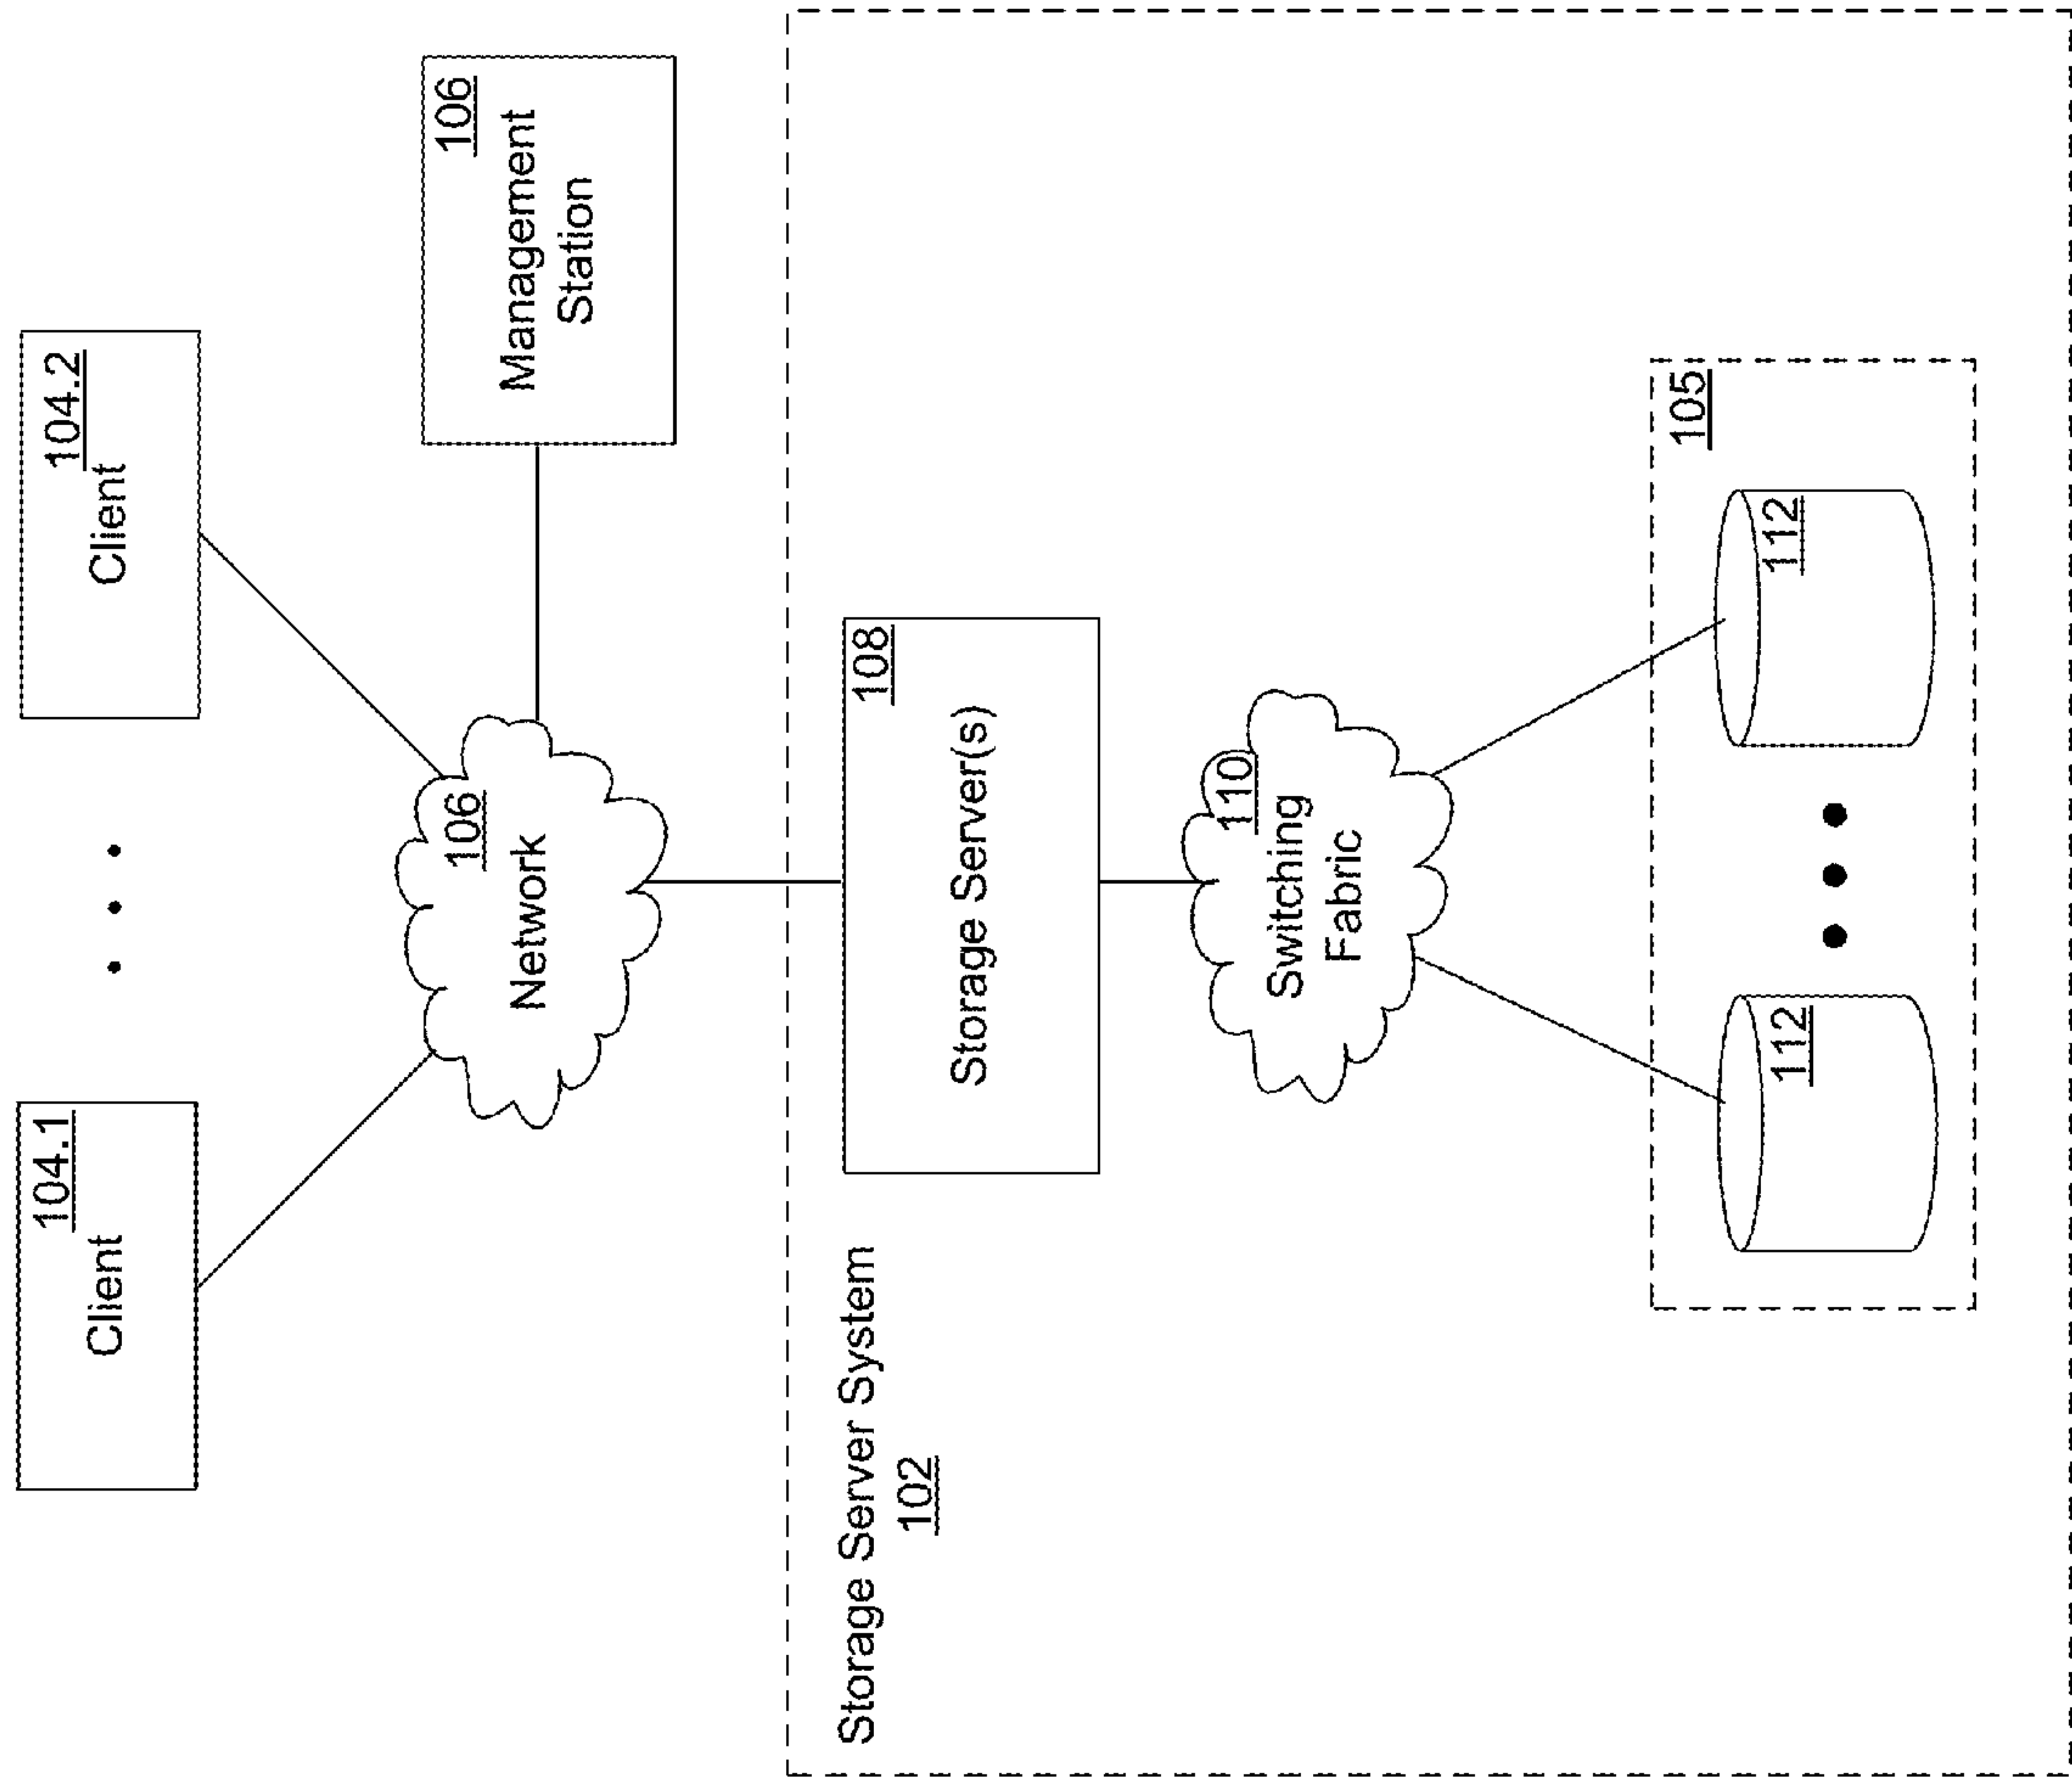 104.1
Client
104.2
Client
106
Network
106
Management
Station
Storage Server System
102
108
Storage Server(s)
110
Switching
Fabric
105
112
112